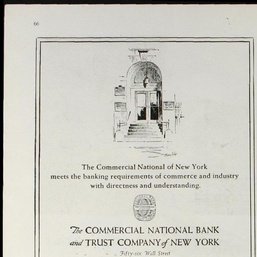 66
The Commercial National of New York
meets the banking requirements of commerce and industry
with directness and understanding.
The COMMERCIAL NATIONAL BANK
and TRUST COMPANY of NEW YORK
Fifty-six Wall Street